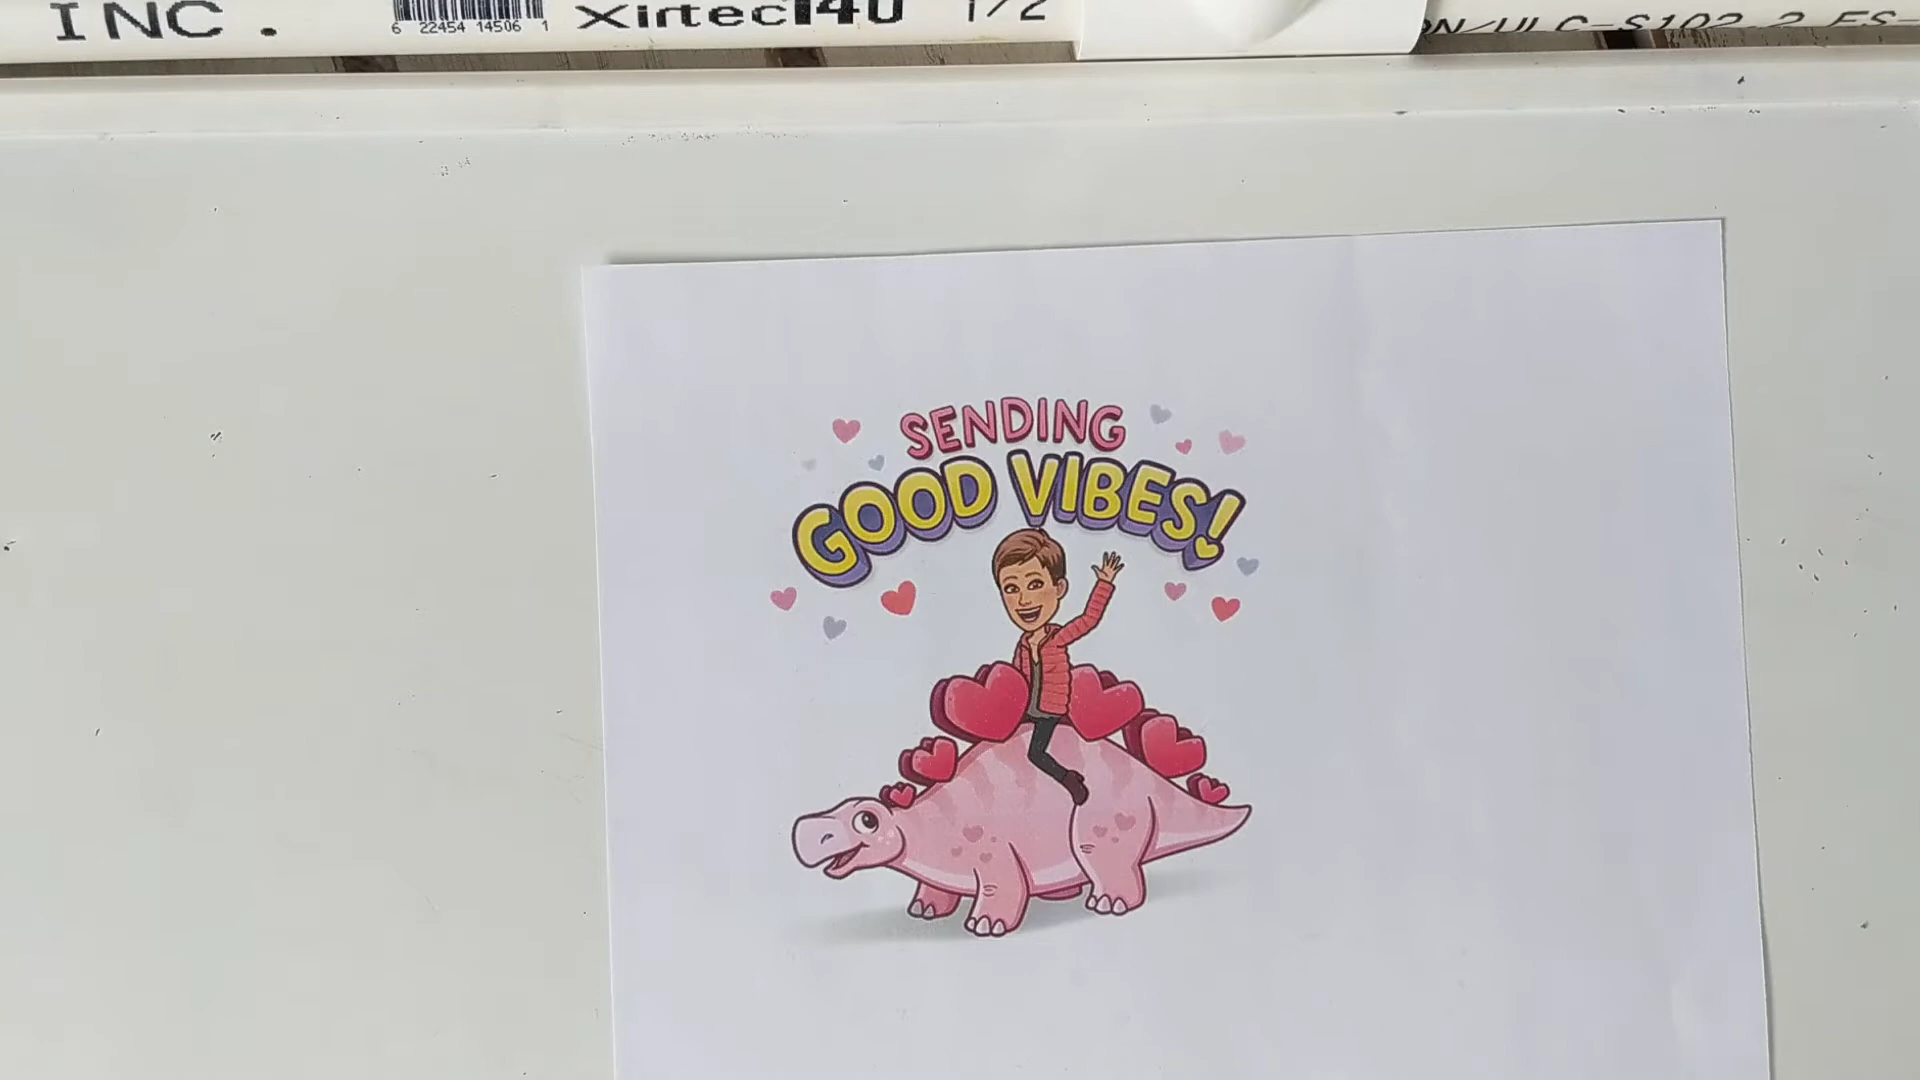 INC.
6 22454 14506 1
Xirtec140 1/2
SENDING
GOOD VIBES!